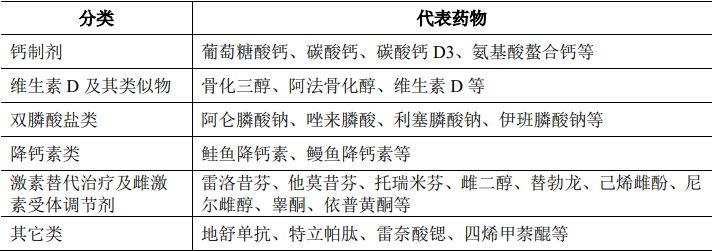 分类 代表药物
钙制剂 葡萄糖酸钙、碳酸钙、碳酸钙 D3、氨基酸螯合钙等
维生素 D 及其类似物 骨化三醇、阿法骨化醇、维生素 D 等
双膦酸盐类 阿仑膦酸钠、唑来膦酸、利塞膦酸钠、伊班膦酸钠等
降钙素类 鲑鱼降钙素、鳗鱼降钙素等
激素替代治疗及雌激 雷洛昔芬、他莫昔芬、托瑞米芬、雌二醇、替勃龙、己烯雌酚、尼
素受体调节剂 尔雌醇、睾酮、依普黄酮等
其它类 地舒单抗、特立帕肽、雷奈酸锶、四烯甲萘醌等